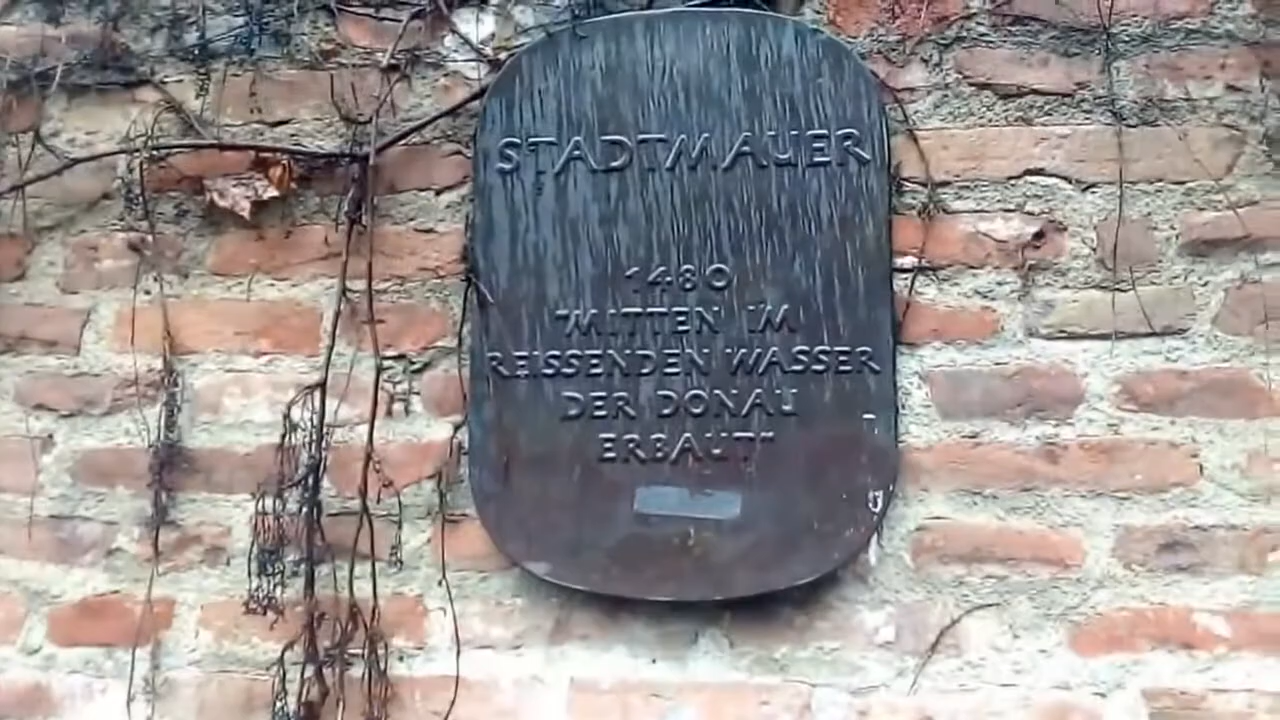 STADTMAUER
1480
"MITTEN IM
REISSENDEN WASSER
DER DONAU
ERBAUT"